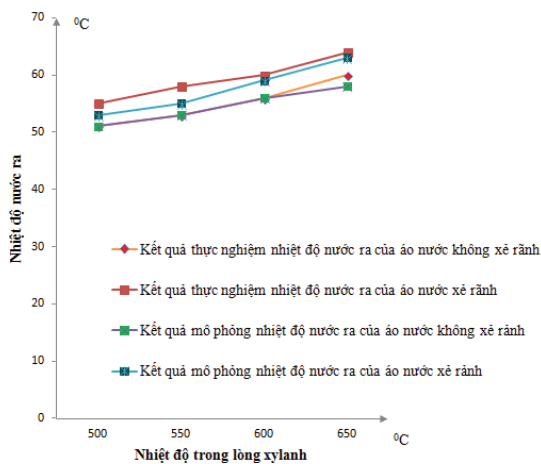 70
⁰C
60
50
40
30
20
10
0
Nhiệt độ nước ra
Kết quả thực nghiệm nhiệt độ nước ra của áo nước không xẻ rãnh
Kết quả thực nghiệm nhiệt độ nước ra của áo nước xẻ rãnh
Kết quả mô phỏng nhiệt độ nước ra của áo nước không xẻ rảnh
Kết quả mô phỏng nhiệt độ nước ra của áo nước xẻ rảnh
500 550 600 650
⁰C
Nhiệt độ trong lòng xylanh